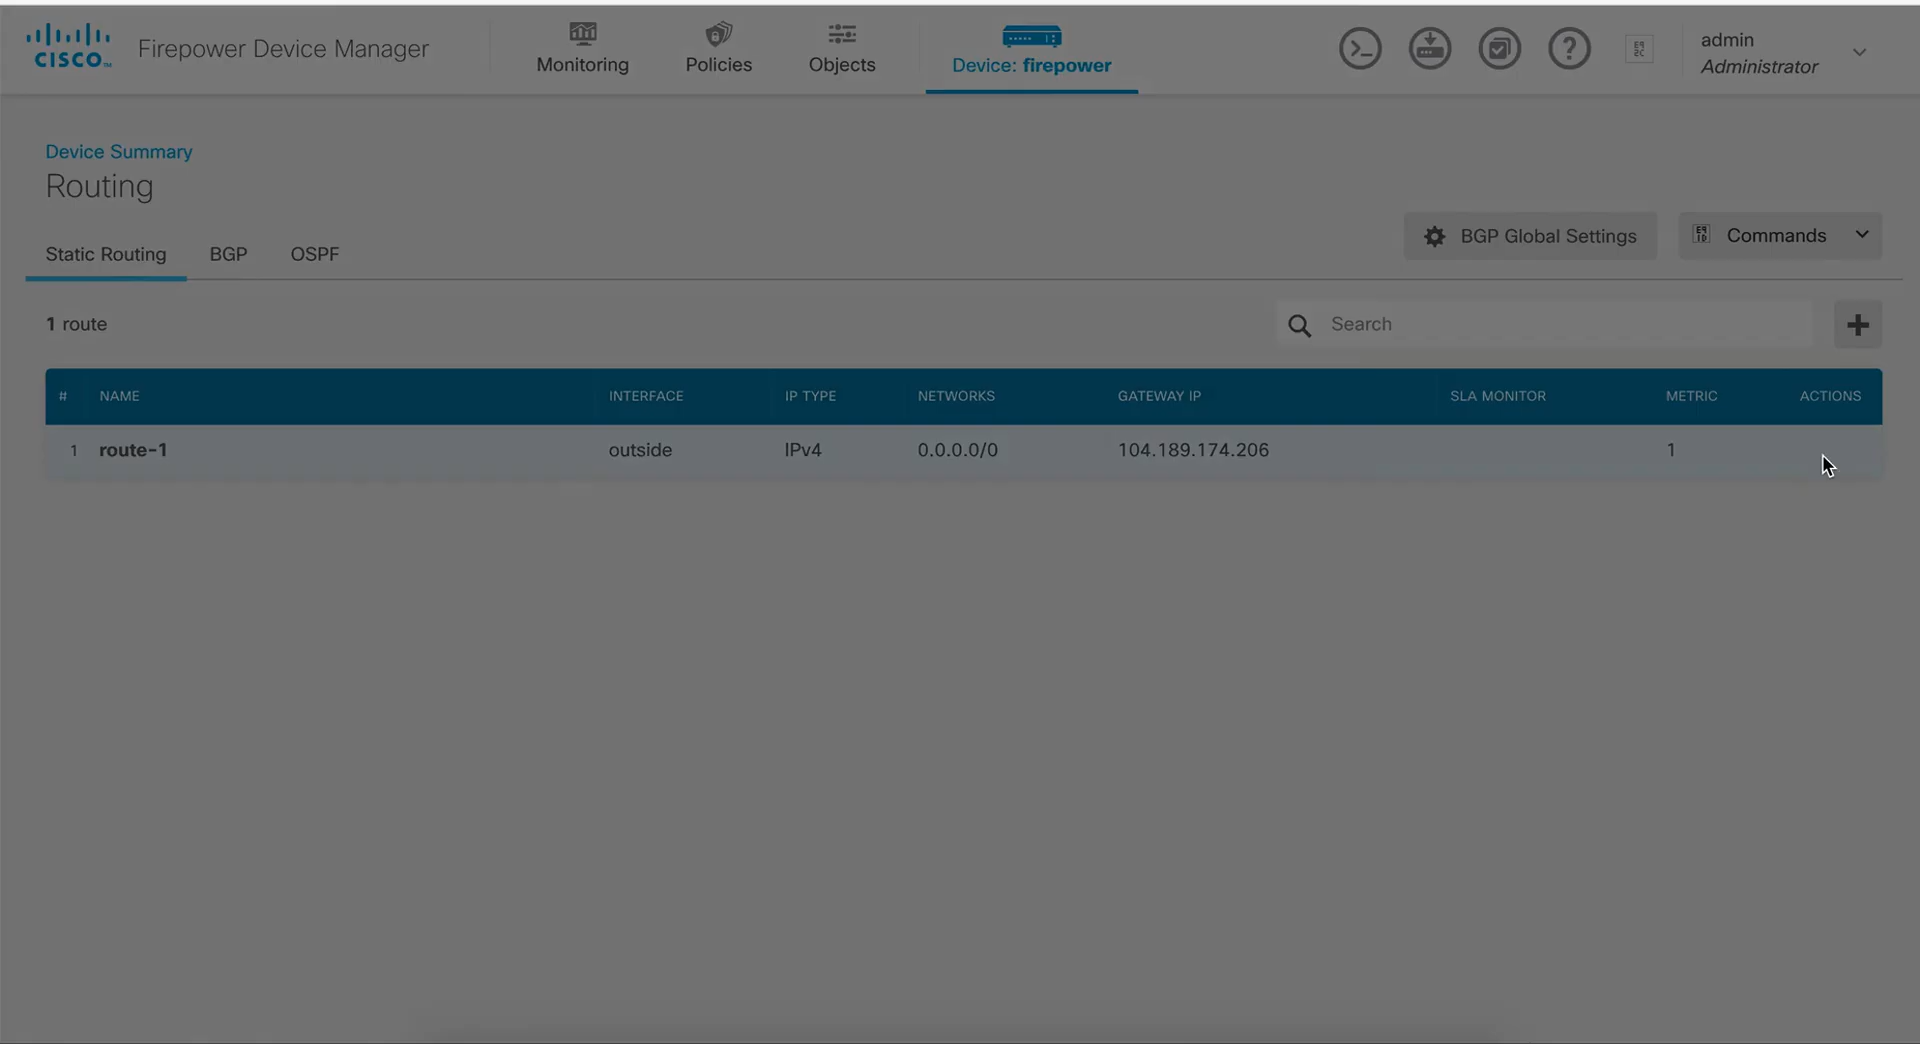 CISCO
Firepower Device Manager
Monitoring
Policies
Objects
Device: firepower
admin
Administrator
Device Summary
Routing
Static Routing
BGP
OSPF
BGP Global Settings
Commands
1 route
Search
# NAME INTERFACE IP TYPE NETWORKS GATEWAY IP SLA MONITOR METRIC ACTIONS
1 route-1 outside IPv4 0.0.0.0/0 104.189.174.206 1